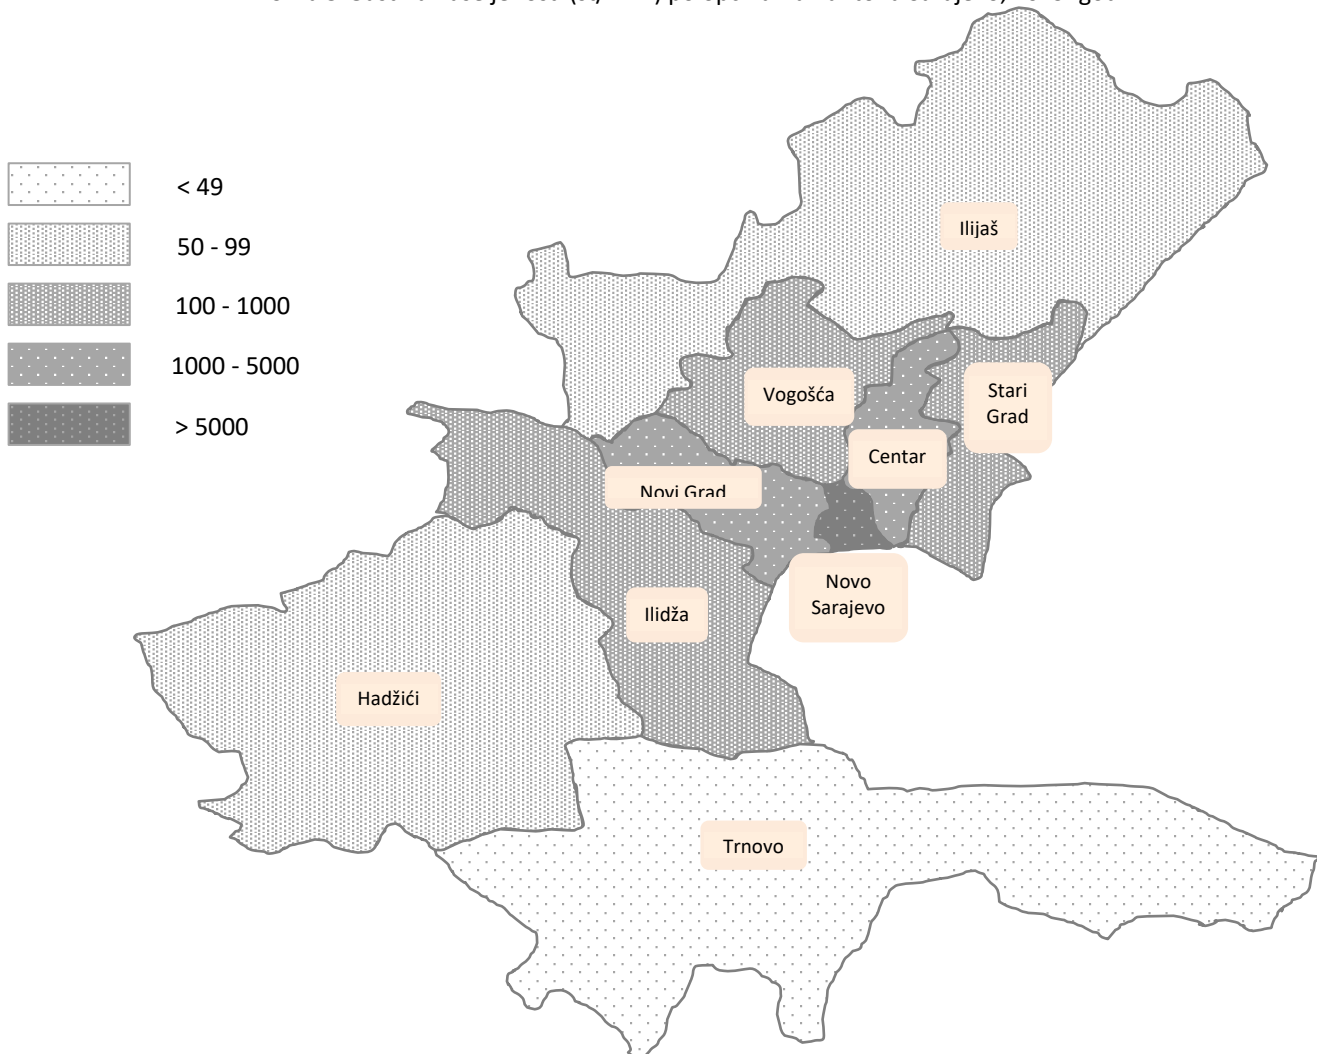 < 49
50 - 99
100 - 1000
1000 - 5000
> 5000
Ilijaš
Vogošća
Stari
Grad
Centar
Novi Grad
Novo
Sarajevo
Ilidža
Hadžići
Trnovo